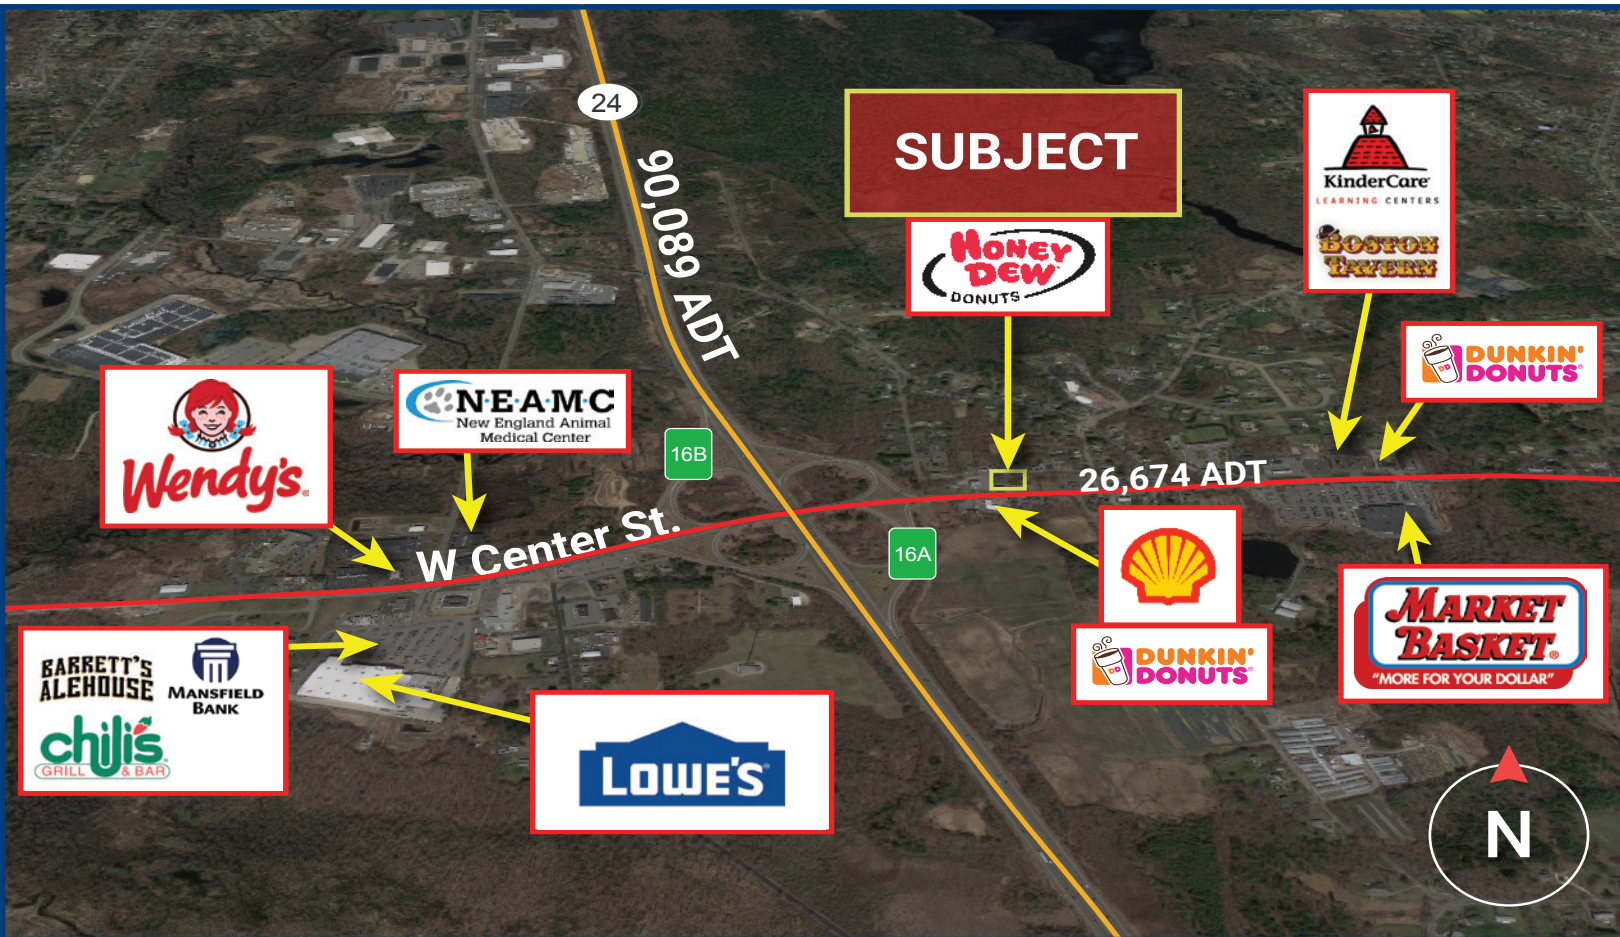 24
90,089 ADT
SUBJECT
HONEY
DEW
DONUTS
KinderCare
LEARNING CENTERS
BOSTON
TAVERN
DUNKIN'
DONUTS®
DD
Wendy's
N·E·A·M·C
New England Animal
Medical Center
16B
26,674 ADT
W Center St.
16A
DUNKIN'
DONUTS®
DD
MARKET
BASKET®
"MORE FOR YOUR DOLLAR"
BARRETT'S
ALEHOUSE
MANSFIELD
BANK
chili's
GRILL & BAR
LOWE'S
N